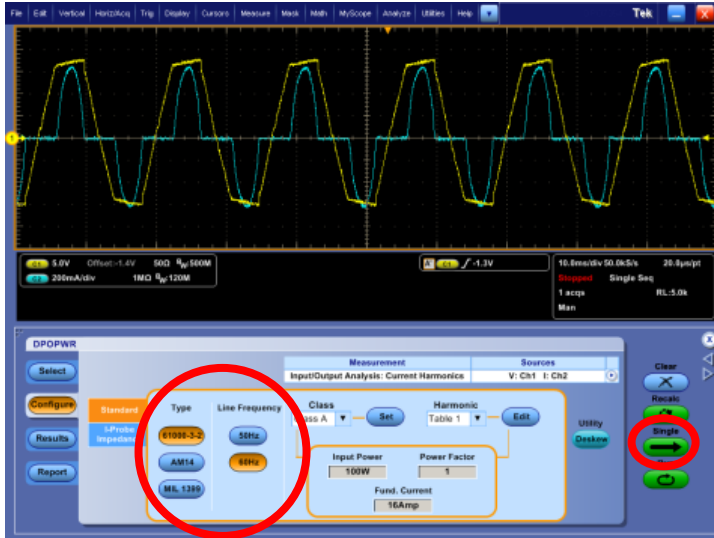 File Edit Vertical Horiz/Acq Trig Display Cursors Measure Mask Math MyScope Analyze Utilities Help Tek
1
C1 5.0V Offset:-1.4V 50Ω BW:500M
C2 200mA/div 1MΩ BW:120M
A' C1 -1.3V
10.0ms/div 50.0kS/s 20.0µs/pt
Stopped Single Seq
1 acqs RL:5.0k
Man
DPOPWR
Select
Configure
Results
Report
Standard
I-Probe
Impedance
Type
61000-3-2
AM14
MIL 1399
Line Frequency
50Hz
60Hz
Measurement Sources
Input/Output Analysis: Current Harmonics V: Ch1 I: Ch2
Class
Class A
Set
Harmonic
Table 1
Edit
Input Power
100W
Power Factor
1
Fund. Current
16Amp
Utility
Deskew
Clear
X
Recalc
Single